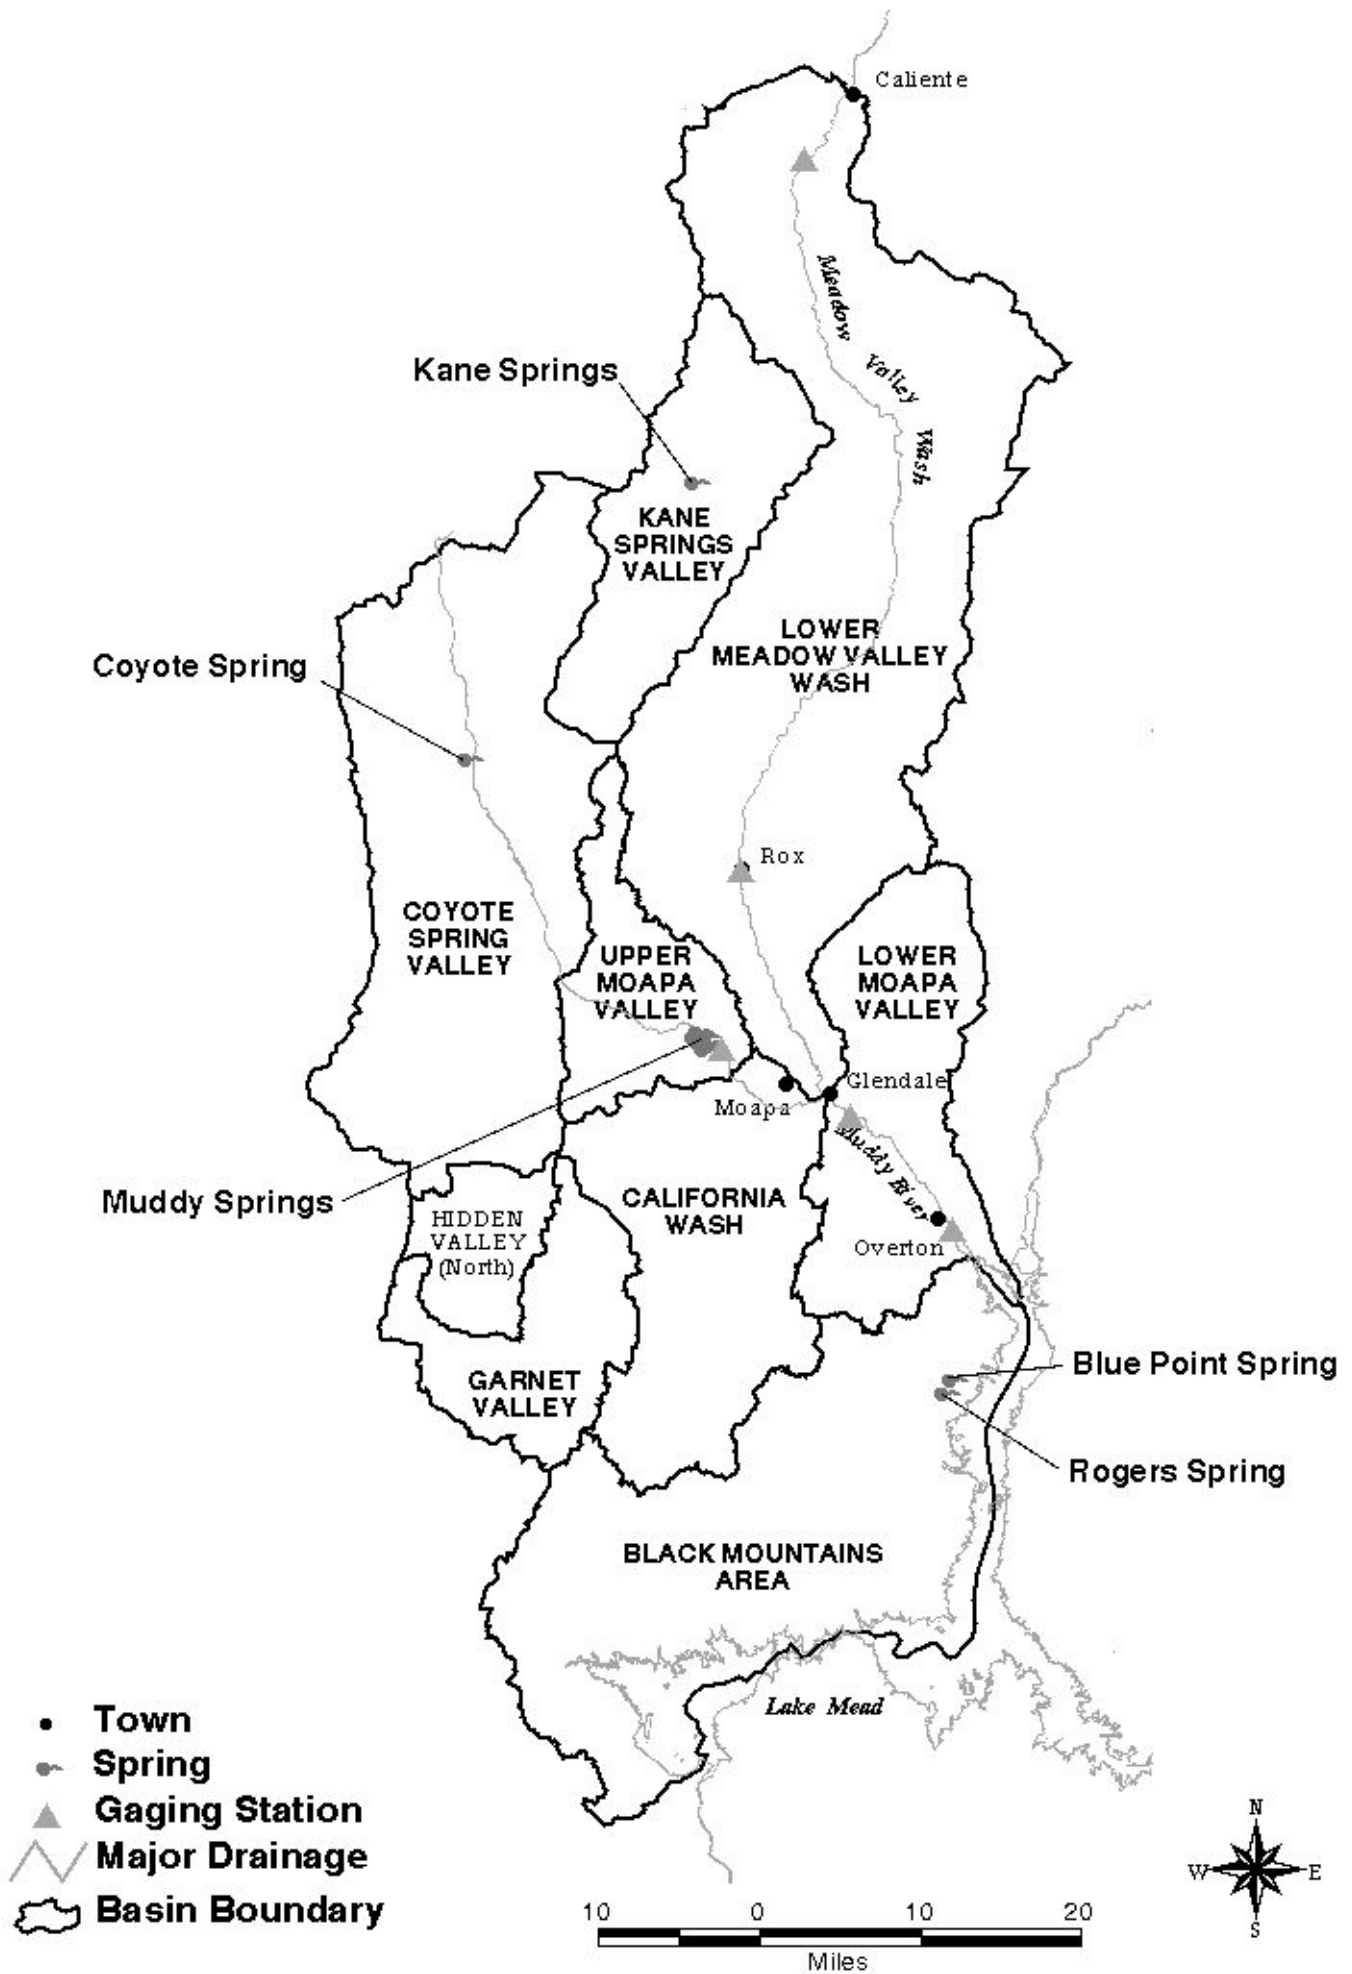 Caliente
Meadow
Valley
Wash
Kane Springs
KANE
SPRINGS
VALLEY
LOWER
MEADOW VALLEY
WASH
Coyote Spring
Rox
COYOTE
SPRING
VALLEY
UPPER
MOAPA
VALLEY
LOWER
MOAPA
VALLEY
Glendale
Moapa
Muddy River
Muddy Springs
CALIFORNIA
WASH
HIDDEN
VALLEY
(North)
Overton
Blue Point Spring
GARNET
VALLEY
Rogers Spring
BLACK MOUNTAINS
AREA
Lake Mead
Town
Spring
Gaging Station
Major Drainage
Basin Boundary
N
W E
S
10 0 10 20
Miles